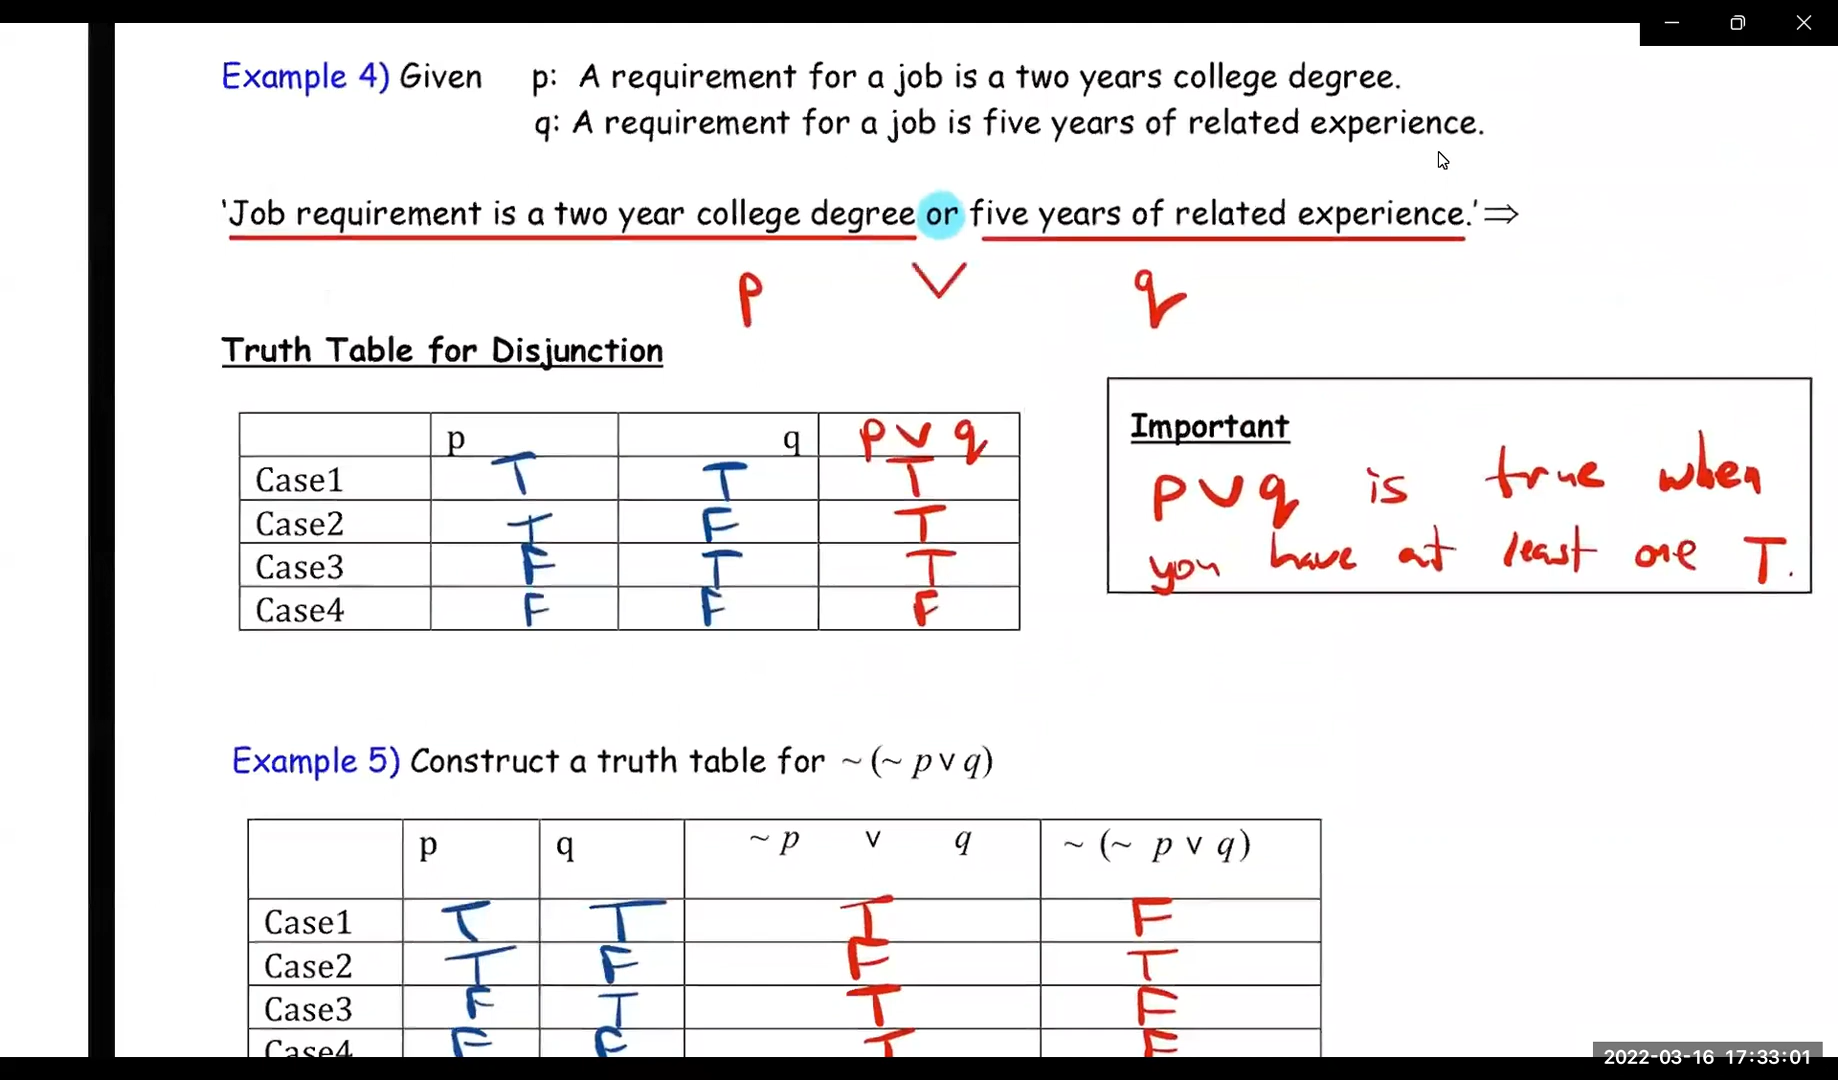 Example 4) Given p: A requirement for a job is a two years college degree.
q: A requirement for a job is five years of related experience.
'Job requirement is a two year college degree or five years of related experience.' ⇒
p ∨ q
Truth Table for Disjunction
p q p ∨ q
Case1 T T T
Case2 T F T
Case3 F T T
Case4 F F F
Important
p ∨ q is true when
you have at least one T.
Example 5) Construct a truth table for ~(~ p ∨ q)
p q ~ p ∨ q ~ (~ p ∨ q)
Case1 T T T F
Case2 T F F T
Case3 F T T F
Case4 F F T F
2022-03-16 17:33:01